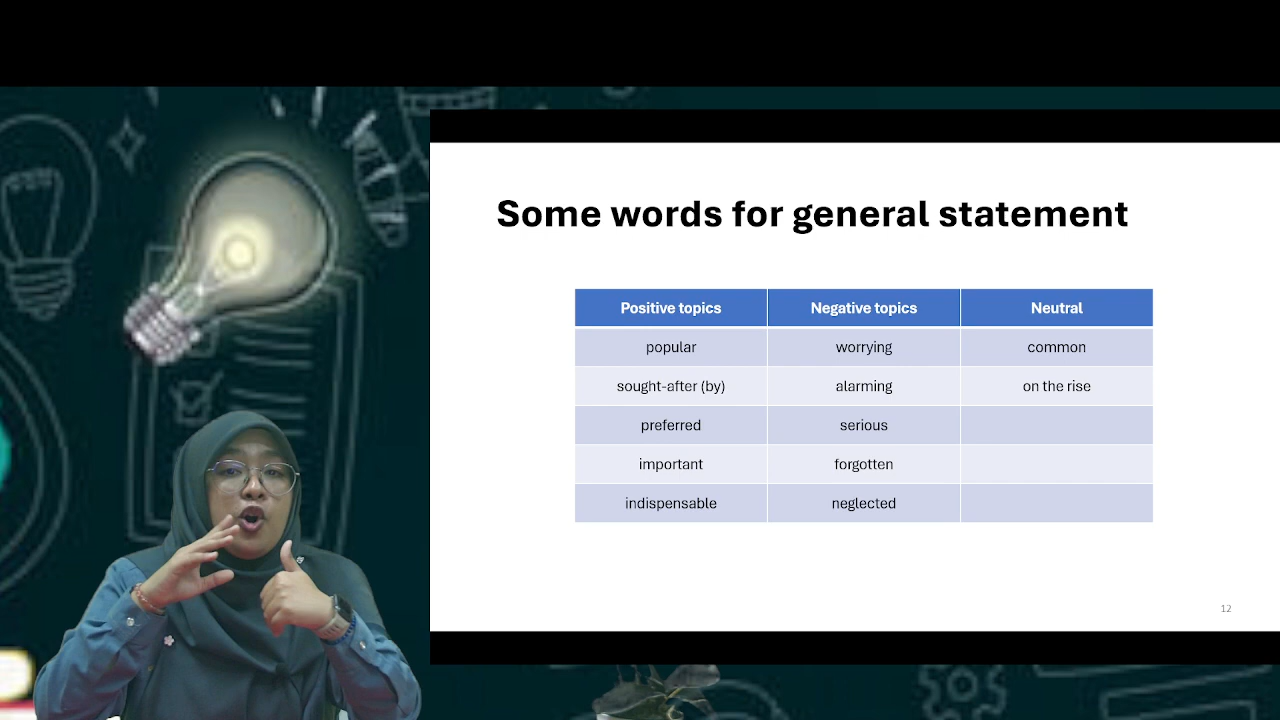 Some words for general statement
Positive topics Negative topics Neutral
popular worrying common
sought-after (by) alarming on the rise
preferred serious
important forgotten
indispensable neglected
12